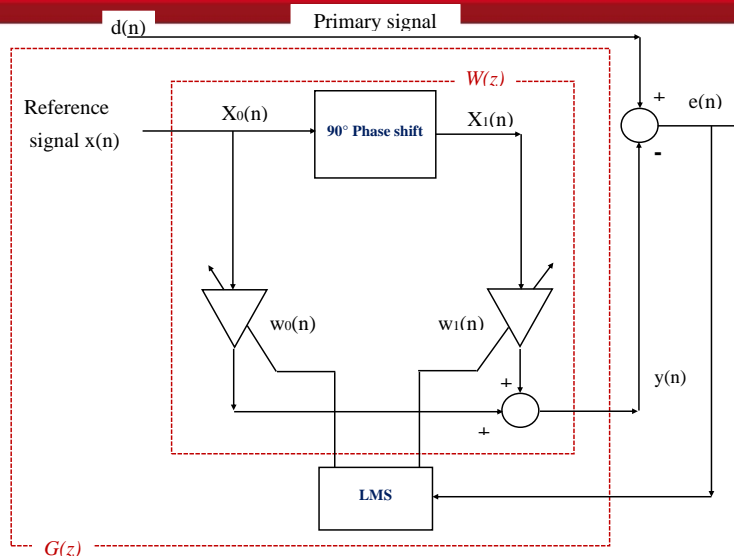 Primary signal
d(n)
W(z)
Reference
signal x(n)
X₀(n)
90° Phase shift
X₁(n)
+
e(n)
-
w₀(n)
w₁(n)
y(n)
+
+
LMS
G(z)